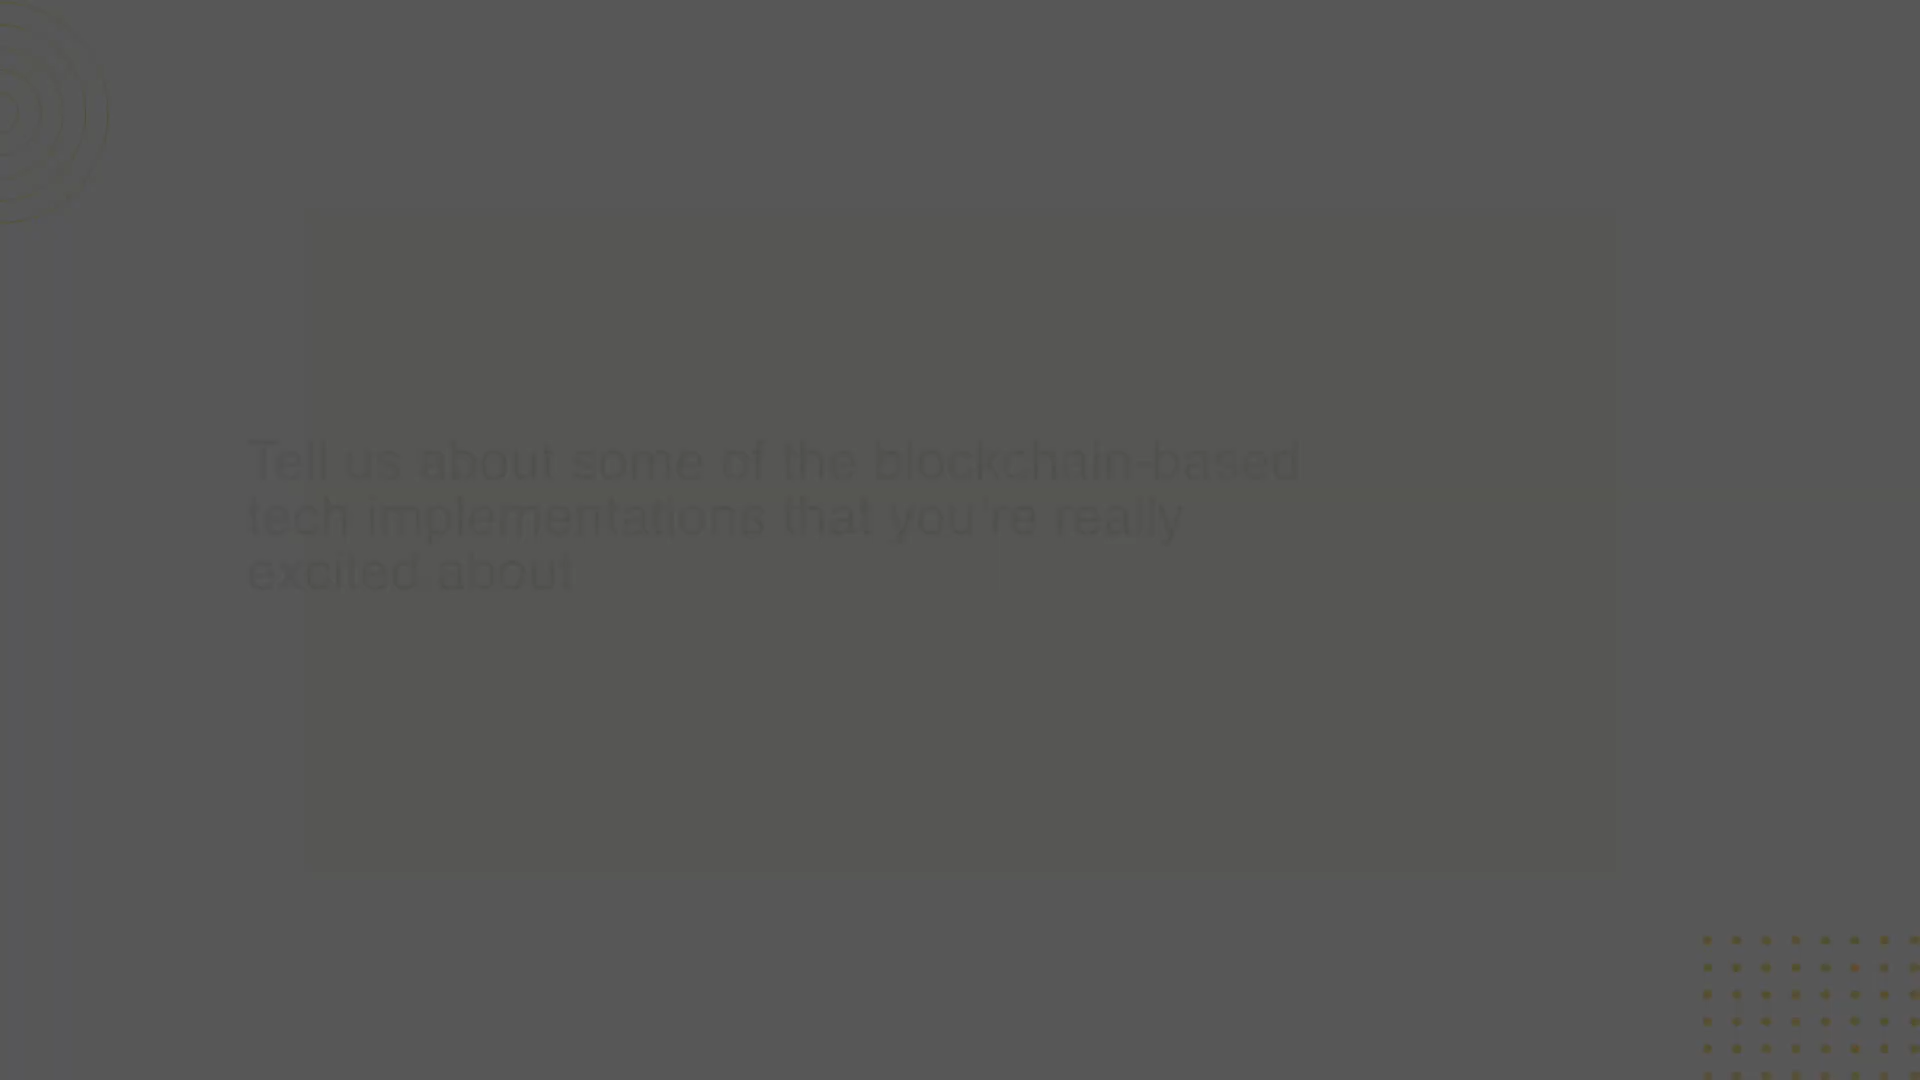 Tell us about some of the blockchain-based
tech implementations that you're really
excited about